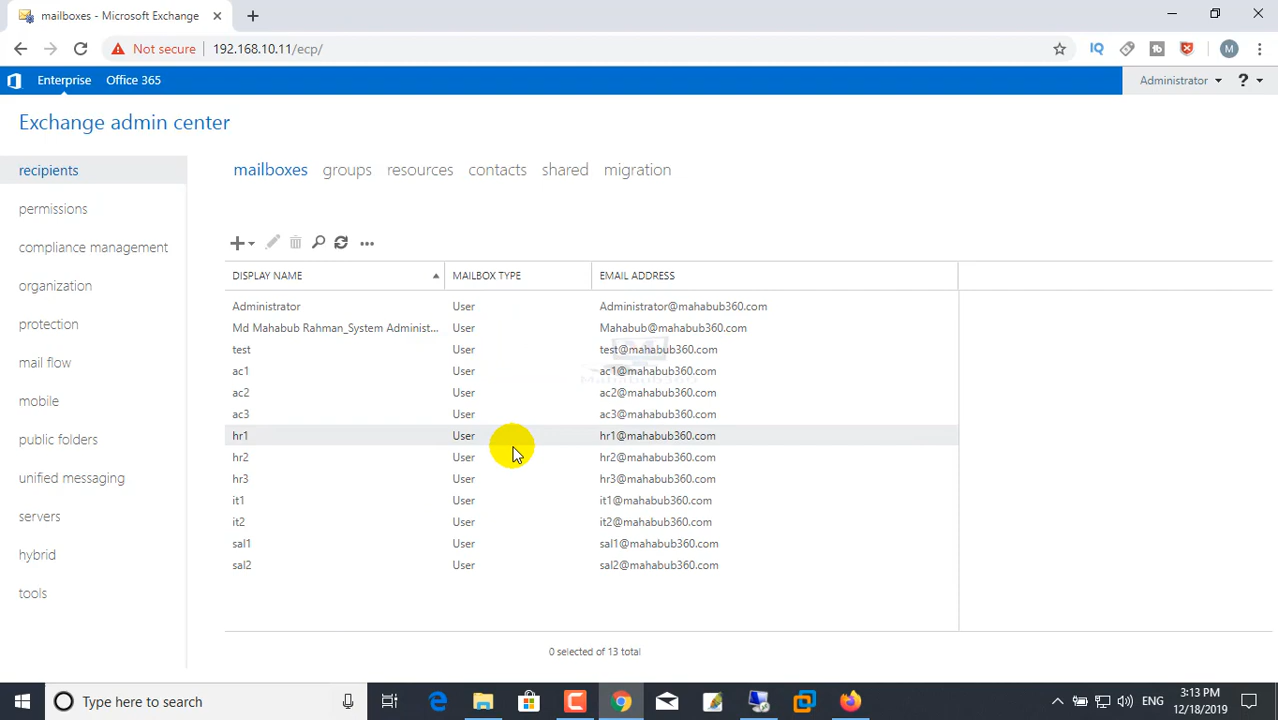 mailboxes - Microsoft Exchange
Not secure 192.168.10.11/ecp/
IQ M
Enterprise Office 365 Administrator ?
Exchange admin center
recipients
permissions
compliance management
organization
protection
mail flow
mobile
public folders
unified messaging
servers
hybrid
tools
mailboxes groups resources contacts shared migration
DISPLAY NAME MAILBOX TYPE EMAIL ADDRESS
Administrator User Administrator@mahabub360.com
Md Mahabub Rahman_System Administ... User Mahabub@mahabub360.com
test User test@mahabub360.com
ac1 User ac1@mahabub360.com
ac2 User ac2@mahabub360.com
ac3 User ac3@mahabub360.com
hr1 User hr1@mahabub360.com
hr2 User hr2@mahabub360.com
hr3 User hr3@mahabub360.com
it1 User it1@mahabub360.com
it2 User it2@mahabub360.com
sal1 User sal1@mahabub360.com
sal2 User sal2@mahabub360.com
0 selected of 13 total
Type here to search
ENG
3:13 PM
12/18/2019